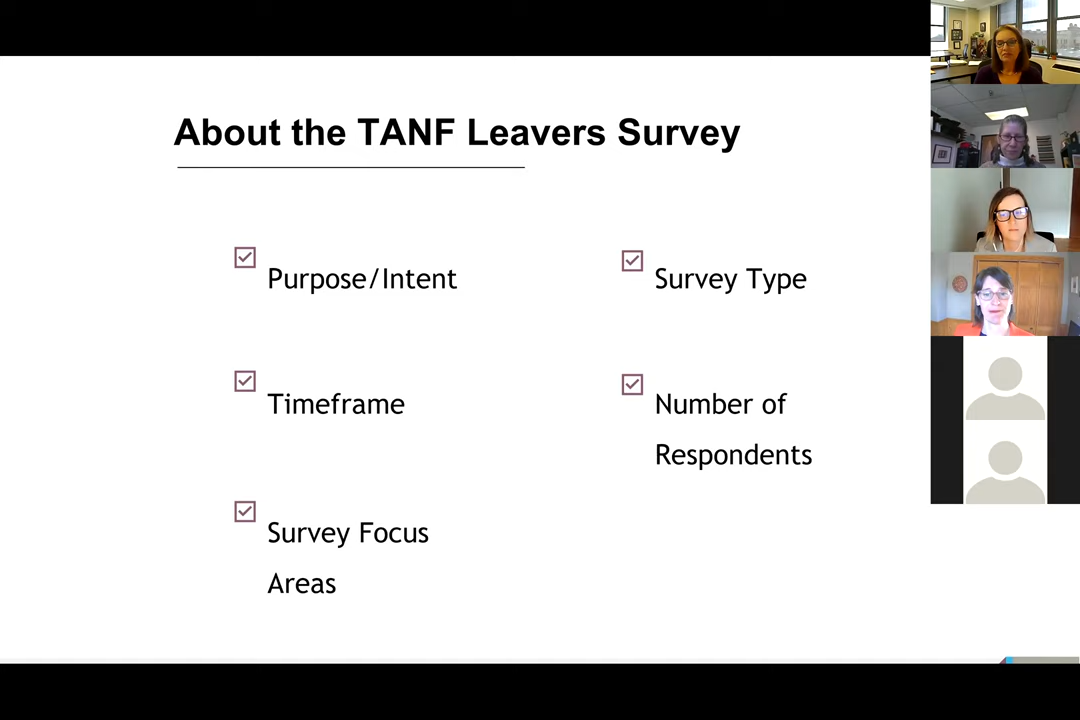 About the TANF Leavers Survey
Purpose/Intent
Timeframe
Survey Focus
Areas
Survey Type
Number of
Respondents